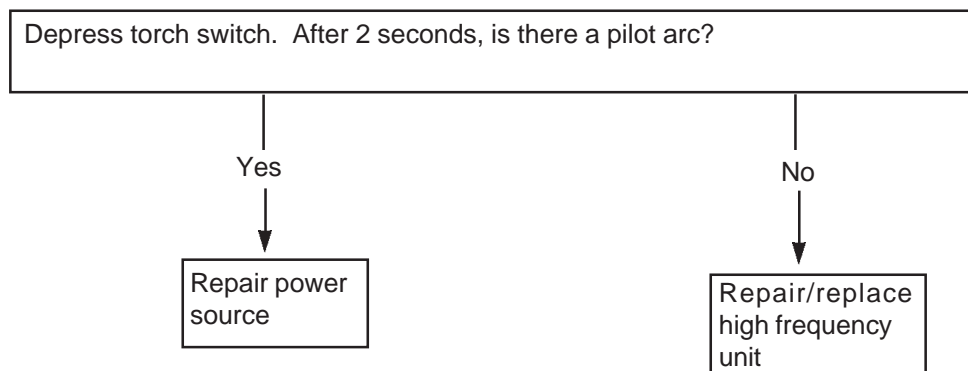 Depress torch switch. After 2 seconds, is there a pilot arc?
Yes
No
Repair power
source
Repair/replace
high frequency
unit